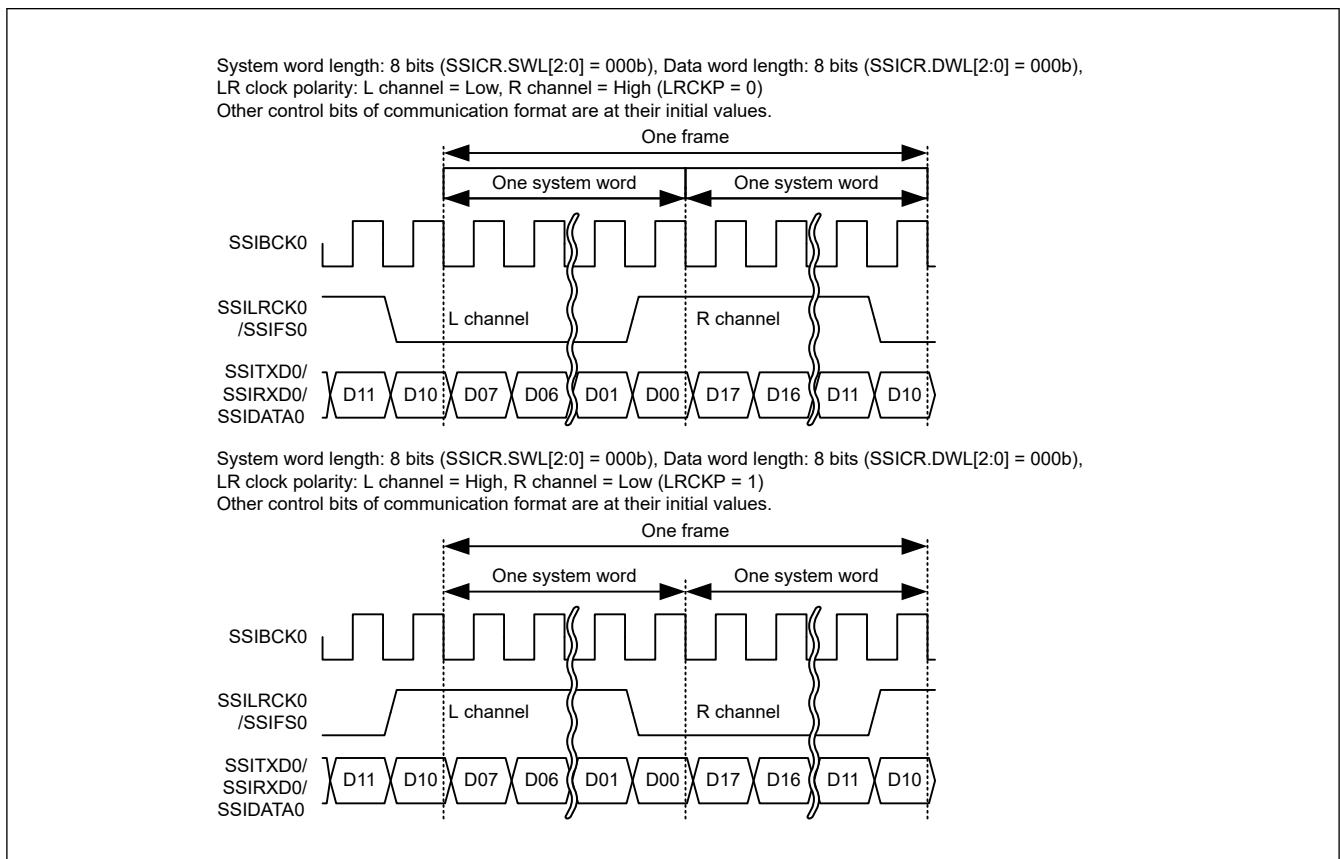 System word length: 8 bits (SSICR.SWL[2:0] = 000b), Data word length: 8 bits (SSICR.DWL[2:0] = 000b),
LR clock polarity: L channel = Low, R channel = High (LRCKP = 0)
Other control bits of communication format are at their initial values.
One frame
One system word One system word
SSIBCK0
SSILRCK0
/SSIFS0
L channel R channel
SSITXD0/
SSIRXD0/
SSIDATA0
D11 D10 D07 D06 D01 D00 D17 D16 D11 D10
System word length: 8 bits (SSICR.SWL[2:0] = 000b), Data word length: 8 bits (SSICR.DWL[2:0] = 000b),
LR clock polarity: L channel = High, R channel = Low (LRCKP = 1)
Other control bits of communication format are at their initial values.
One frame
One system word One system word
SSIBCK0
SSILRCK0
/SSIFS0
L channel R channel
SSITXD0/
SSIRXD0/
SSIDATA0
D11 D10 D07 D06 D01 D00 D17 D16 D11 D10